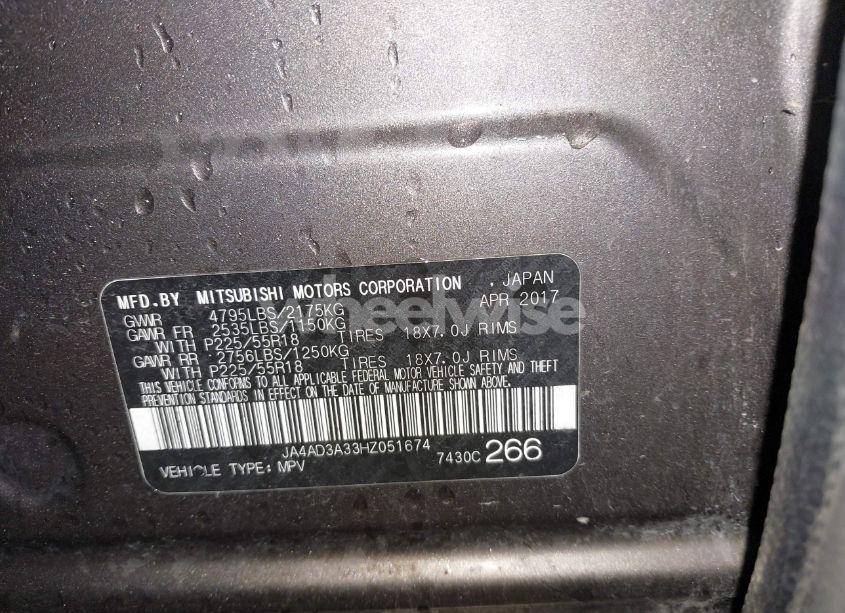 MFD.BY MITSUBISHI MOTORS CORPORATION , JAPAN
GVWR 4795LBS/2175KG APR 2017
GAWR FR 2535LBS/1150KG
WITH P225/55R18 TIRES 18X7.0J RIMS
GAWR RR 2756LBS/1250KG
WITH P225/55R18 TIRES 18X7.0J RIMS
THIS VEHICLE CONFORMS TO ALL APPLICABLE FEDERAL MOTOR VEHICLE SAFETY AND THEFT
PREVENTION STANDARDS IN EFFECT ON THE DATE OF MANUFACTURE SHOWN ABOVE.
JA4AD3A33HZ051674
VEHICLE TYPE: MPV 7430C 266
wheelwise